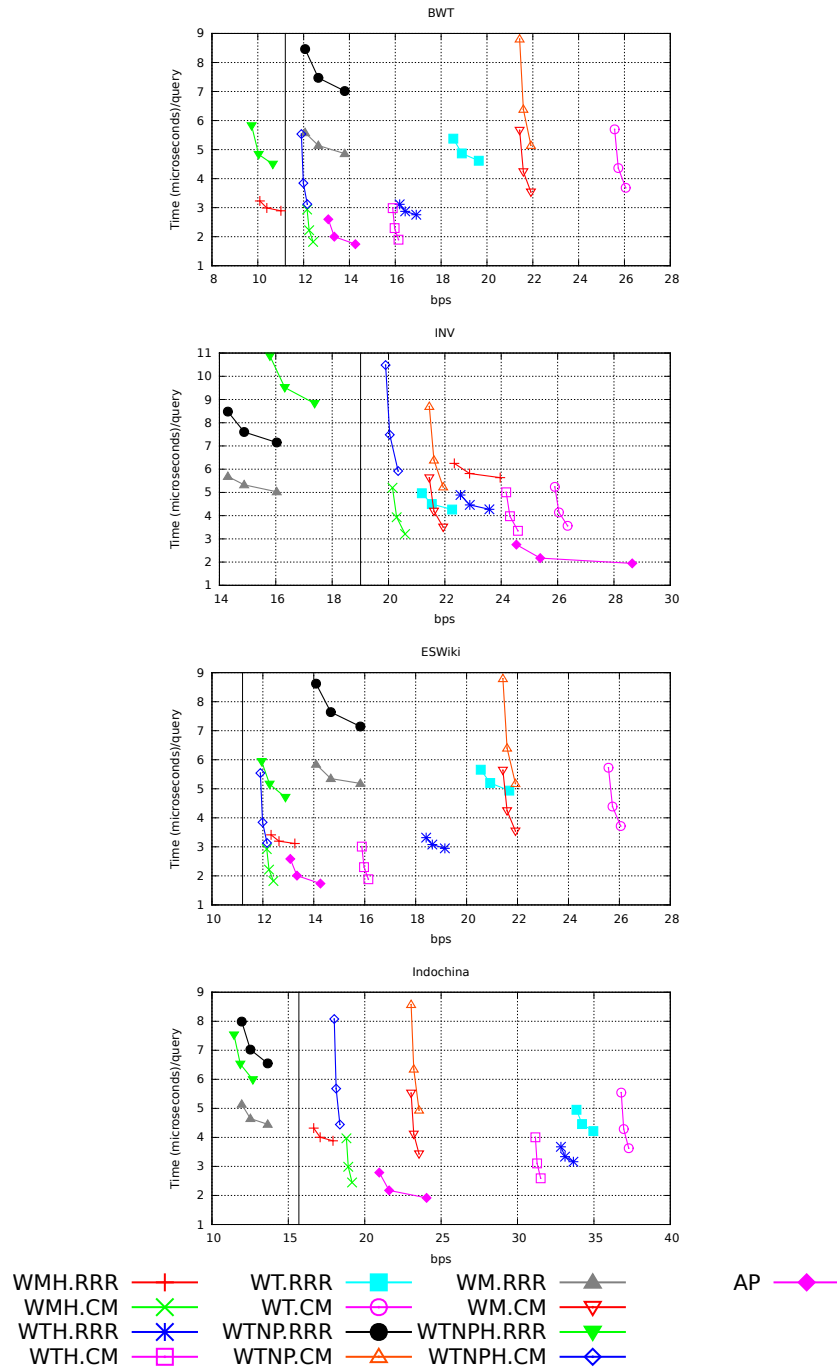 BWT
Time (microseconds)/query
9
8
7
6
5
4
3
2
1
8 10 12 14 16 18 20 22 24 26 28
bps
INV
Time (microseconds)/query
11
10
9
8
7
6
5
4
3
2
1
14 16 18 20 22 24 26 28 30
bps
ESWiki
Time (microseconds)/query
9
8
7
6
5
4
3
2
1
10 12 14 16 18 20 22 24 26 28
bps
Indochina
Time (microseconds)/query
9
8
7
6
5
4
3
2
1
10 15 20 25 30 35 40
bps
WMH.RRR WT.RRR WM.RRR AP
WMH.CM WT.CM WM.CM
WTH.RRR WTNP.RRR WTNPH.RRR
WTH.CM WTNP.CM WTNPH.CM